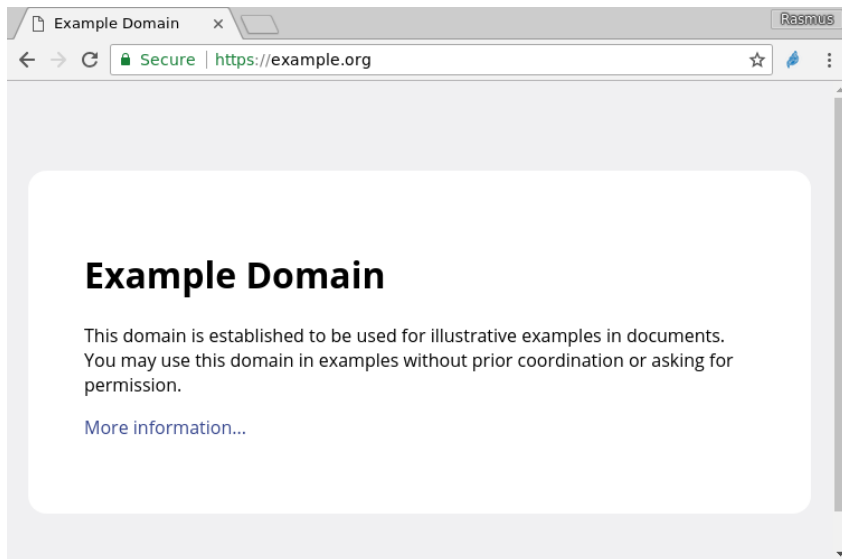 Example Domain
Rasmus
Secure https://example.org
Example Domain
This domain is established to be used for illustrative examples in documents.
You may use this domain in examples without prior coordination or asking for
permission.
More information...